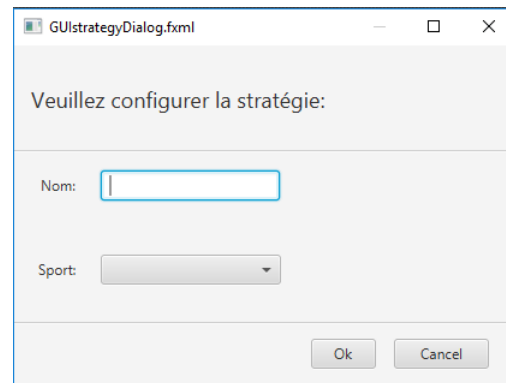 GUIstrategyDialog.fxml
Veuillez configurer la stratégie:
Nom:
Sport:
Ok Cancel